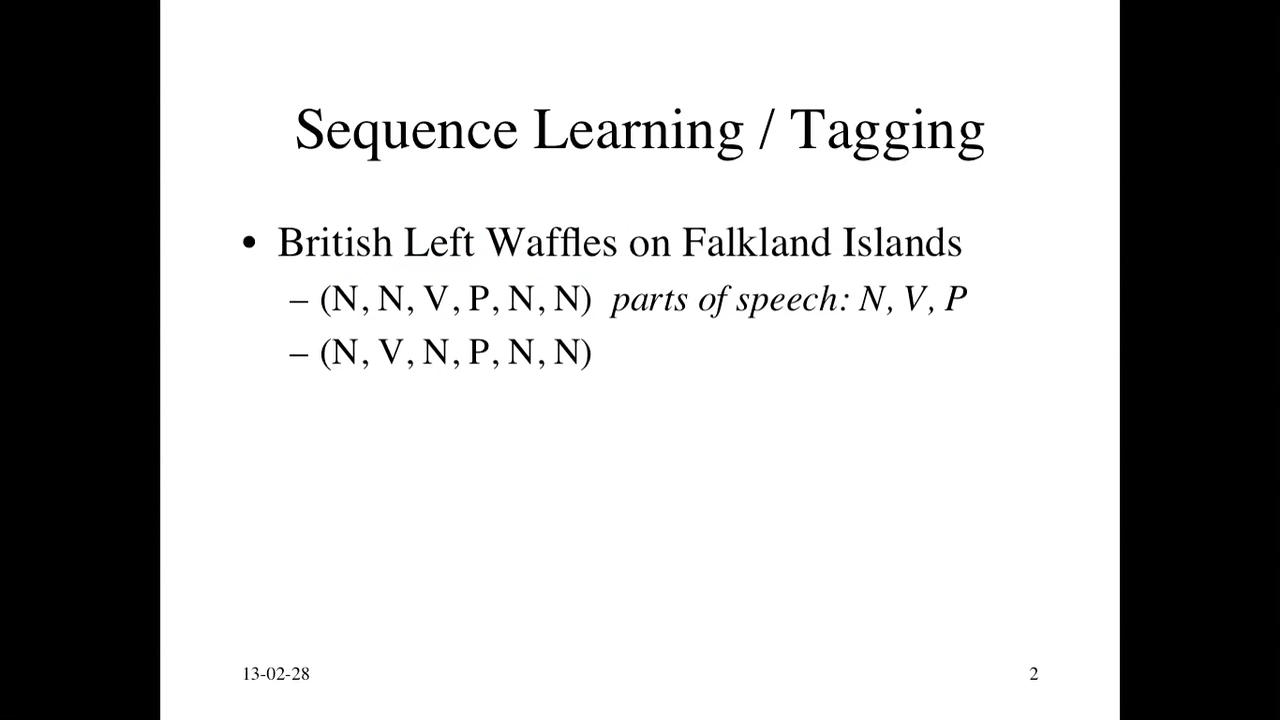 Sequence Learning / Tagging
• British Left Waffles on Falkland Islands
– (N, N, V, P, N, N) parts of speech: N, V, P
– (N, V, N, P, N, N)
13-02-28 2